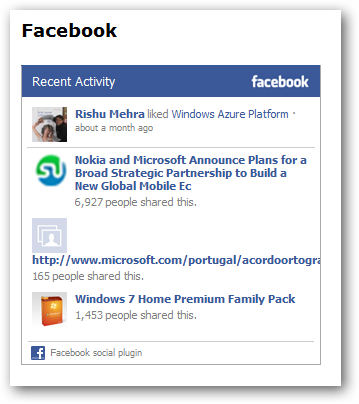 Facebook
Recent Activity facebook
Rishu Mehra liked Windows Azure Platform ·
about a month ago
Nokia and Microsoft Announce Plans for a
Broad Strategic Partnership to Build a
New Global Mobile Ec
6,927 people shared this.
http://www.microsoft.com/portugal/acordoortogra
165 people shared this.
Windows 7 Home Premium Family Pack
1,453 people shared this.
Facebook social plugin